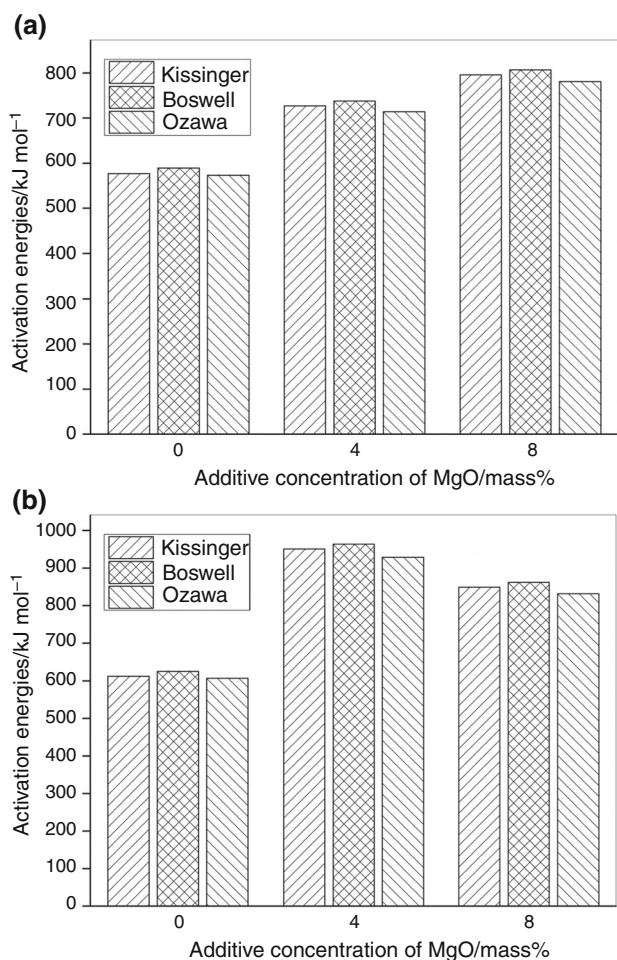 (a)
Activation energies/kJ mol⁻¹
800
700
600
500
400
300
200
100
0
Kissinger
Boswell
Ozawa
0 4 8
Additive concentration of MgO/mass%
(b)
Activation energies/kJ mol⁻¹
1000
900
800
700
600
500
400
300
200
100
0
Kissinger
Boswell
Ozawa
0 4 8
Additive concentration of MgO/mass%